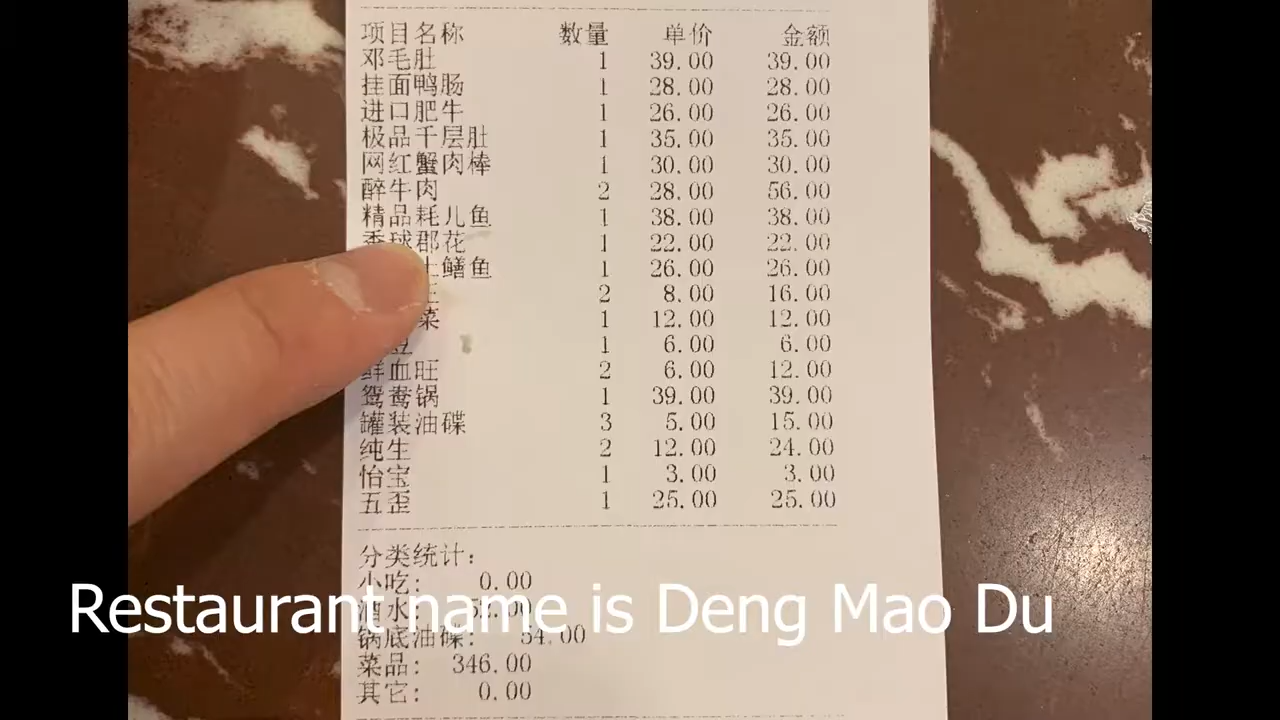 项目名称 数量 单价 金额
邓毛肚 1 39.00 39.00
挂面鸭肠 1 28.00 28.00
进口肥牛 1 26.00 26.00
极品千层肚 1 35.00 35.00
网红蟹肉棒 1 30.00 30.00
醉牛肉 2 28.00 56.00
精品耗儿鱼 1 38.00 38.00
秀球郡花 1 22.00 22.00
鳝鱼 1 26.00 26.00
2 8.00 16.00
菜 1 12.00 12.00
1 6.00 6.00
鲜血旺 2 6.00 12.00
鸳鸯锅 1 39.00 39.00
罐装油碟 3 5.00 15.00
纯生 2 12.00 24.00
怡宝 1 3.00 3.00
五歪 1 25.00 25.00
分类统计:
小吃: 0.00
酒水
Restaurant name is Deng Mao Du
锅底油碟: 54.00
菜品: 346.00
其它: 0.00